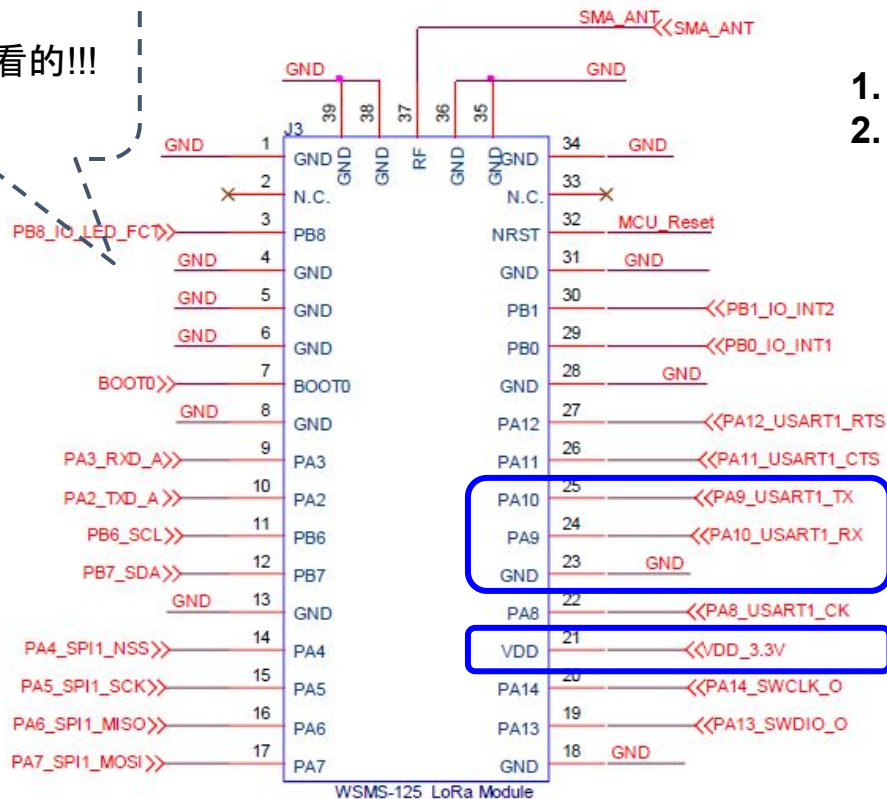 看的!!!
1.
2.
SMA_ANT
SMA_ANT
GND
GND
39
38
37
36
35
J3
GND
GND
RF
GND
GND
GND 1 GND
2 N.C.
PB8_IO_LED_FCT 3 PB8
GND 4 GND
GND 5 GND
GND 6 GND
BOOT0 7 BOOT0
GND 8 GND
PA3_RXD_A 9 PA3
PA2_TXD_A 10 PA2
PB6_SCL 11 PB6
PB7_SDA 12 PB7
GND 13 GND
PA4_SPI1_NSS 14 PA4
PA5_SPI1_SCK 15 PA5
PA6_SPI1_MISO 16 PA6
PA7_SPI1_MOSI 17 PA7
GND 34 GND
N.C. 33
NRST 32 MCU_Reset
GND 31 GND
PB1 30 PB1_IO_INT2
PB0 29 PB0_IO_INT1
GND 28 GND
PA12 27 PA12_USART1_RTS
PA11 26 PA11_USART1_CTS
PA10 25 PA9_USART1_TX
PA9 24 PA10_USART1_RX
GND 23 GND
PA8 22 PA8_USART1_CK
VDD 21 VDD_3.3V
PA14 20 PA14_SWCLK_O
PA13 19 PA13_SWDIO_O
GND 18 GND
WSMS-125 LoRa Module